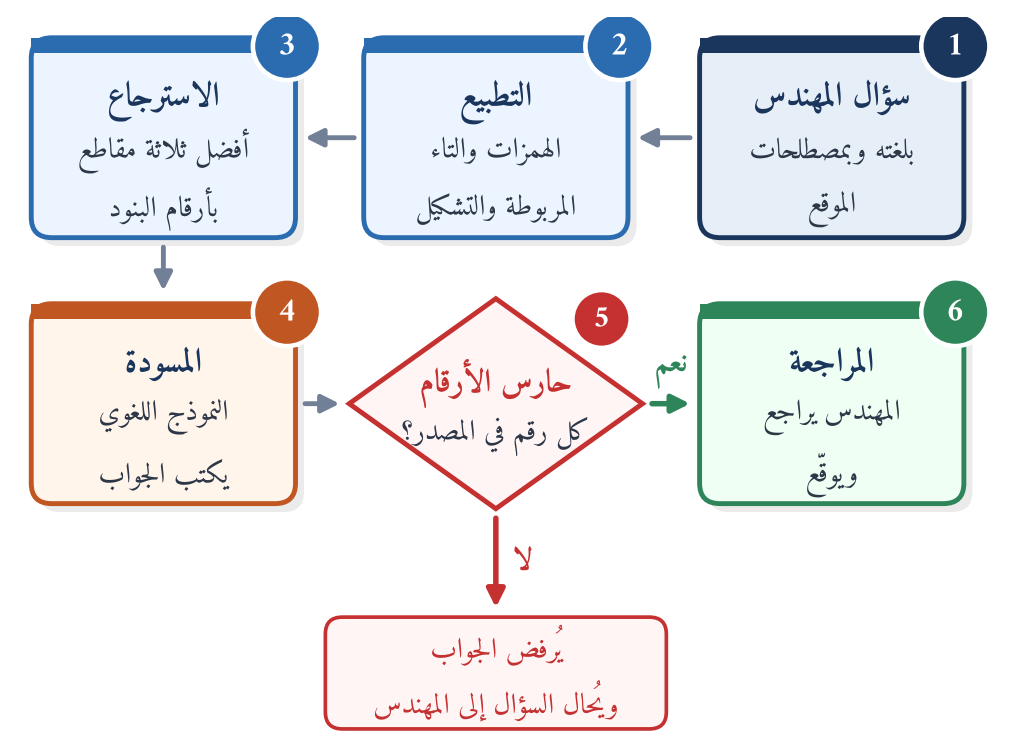 1
سؤال المهندس
بلغته وبمصطلحات
الموقع
2
التطبيع
الهمزات والتاء
المربوطة والتشكيل
3
الاسترجاع
أفضل ثلاثة مقاطع
بأرقام البنود
4
المسودة
النموذج اللغوي
يكتب الجواب
5
حارس الأرقام
كل رقم في المصدر؟
نعم
6
المراجعة
المهندس يراجع
ويوقّع
لا
يُرفض الجواب
ويُحال السؤال إلى المهندس